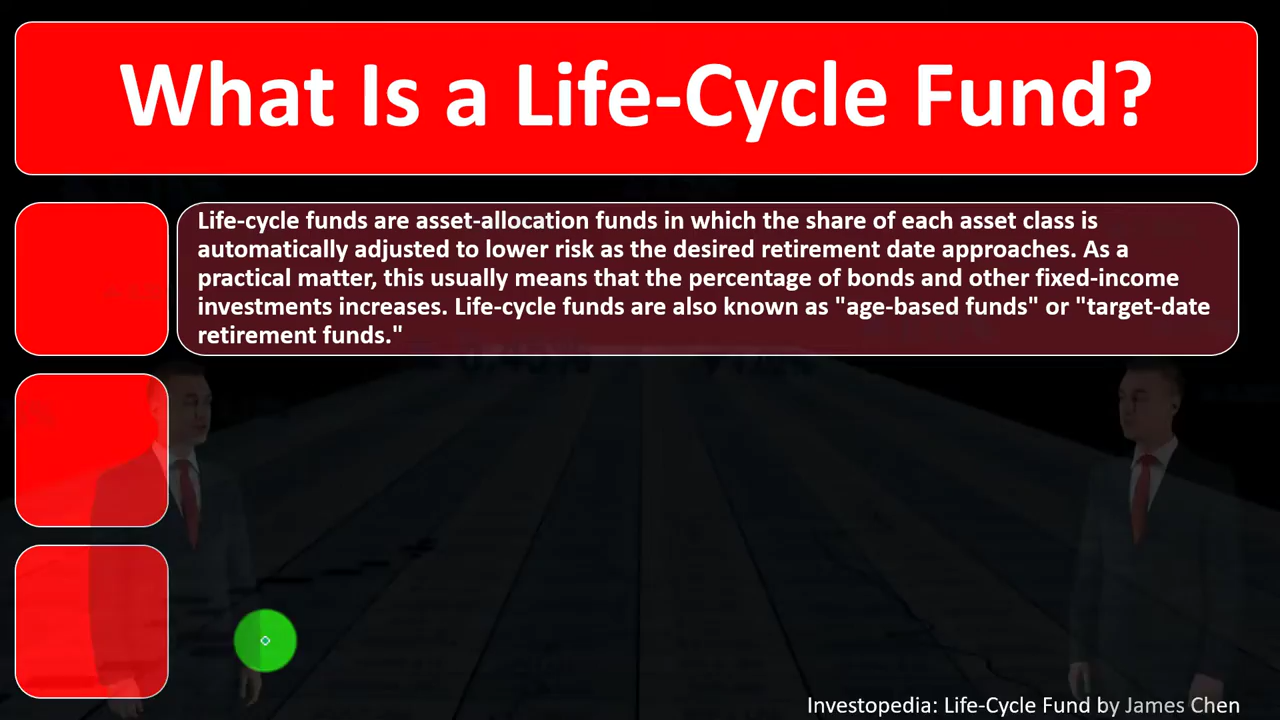 What Is a Life-Cycle Fund?
Life-cycle funds are asset-allocation funds in which the share of each asset class is
automatically adjusted to lower risk as the desired retirement date approaches. As a
practical matter, this usually means that the percentage of bonds and other fixed-income
investments increases. Life-cycle funds are also known as "age-based funds" or "target-date
retirement funds."
Investopedia: Life-Cycle Fund by James Chen